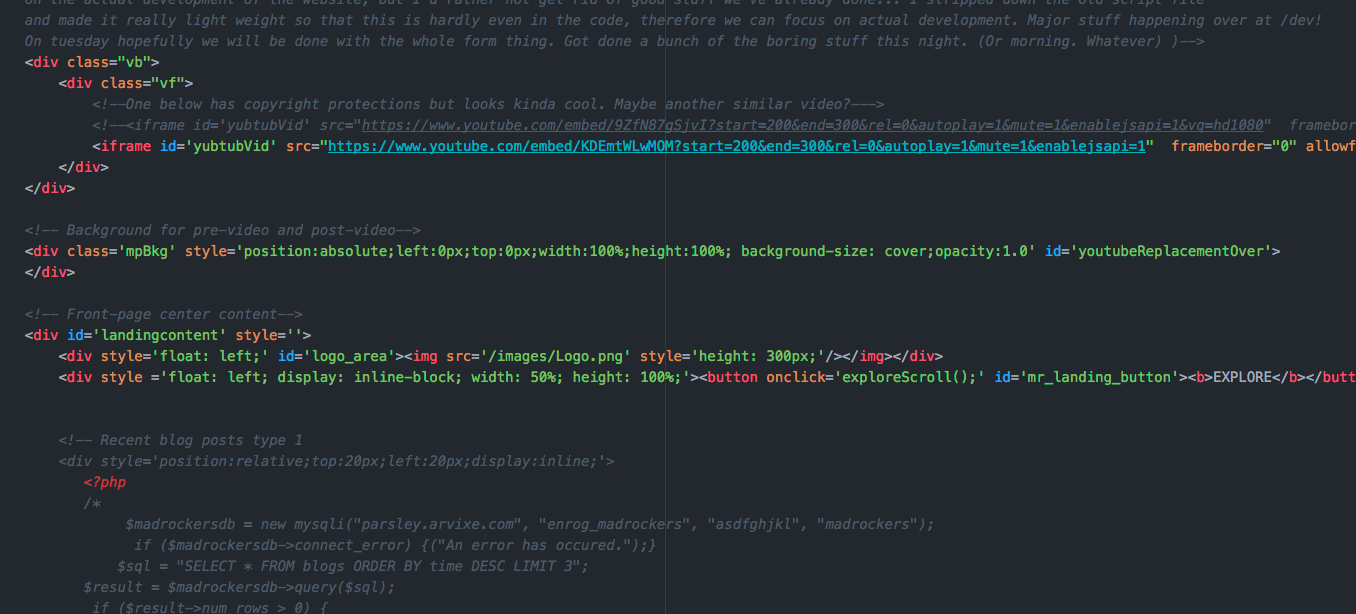 on the actual development of the website, but I'd rather not get rid of good stuff we've already done... I stripped down the old script file
and made it really light weight so that this is hardly even in the code, therefore we can focus on actual development. Major stuff happening over at /dev!
On tuesday hopefully we will be done with the whole form thing. Got done a bunch of the boring stuff this night. (Or morning. Whatever) )-->
<div class="vb">
<div class="vf">
<!--One below has copyright protections but looks kinda cool. Maybe another similar video?--->
<!--<iframe id='yubtubVid' src="https://www.youtube.com/embed/9ZfN87gSjvI?start=200&end=300&rel=0&autoplay=1&mute=1&enablejsapi=1&vq=hd1080" framebor
<iframe id='yubtubVid' src="https://www.youtube.com/embed/KDEmtWLwMOM?start=200&end=300&rel=0&autoplay=1&mute=1&enablejsapi=1" frameborder="0" allowf
</div>
</div>
<!-- Background for pre-video and post-video-->
<div class='mpBkg' style='position:absolute;left:0px;top:0px;width:100%;height:100%; background-size: cover;opacity:1.0' id='youtubeReplacementOver'>
</div>
<!-- Front-page center content-->
<div id='landingcontent' style=''>
<div style='float: left;' id='logo_area'><img src='/images/Logo.png' style='height: 300px;'/></img></div>
<div style ='float: left; display: inline-block; width: 50%; height: 100%;'><button onclick='exploreScroll();' id='mr_landing_button'><b>EXPLORE</b></butt
<!-- Recent blog posts type 1
<div style='position:relative;top:20px;left:20px;display:inline;'>
<?php
/*
$madrockersdb = new mysqli("parsley.arvixe.com", "enrog_madrockers", "asdfghjkl", "madrockers");
if ($madrockersdb->connect_error) {("An error has occured.");}
$sql = "SELECT * FROM blogs ORDER BY time DESC LIMIT 3";
$result = $madrockersdb->query($sql);
if ($result->num_rows > 0) {